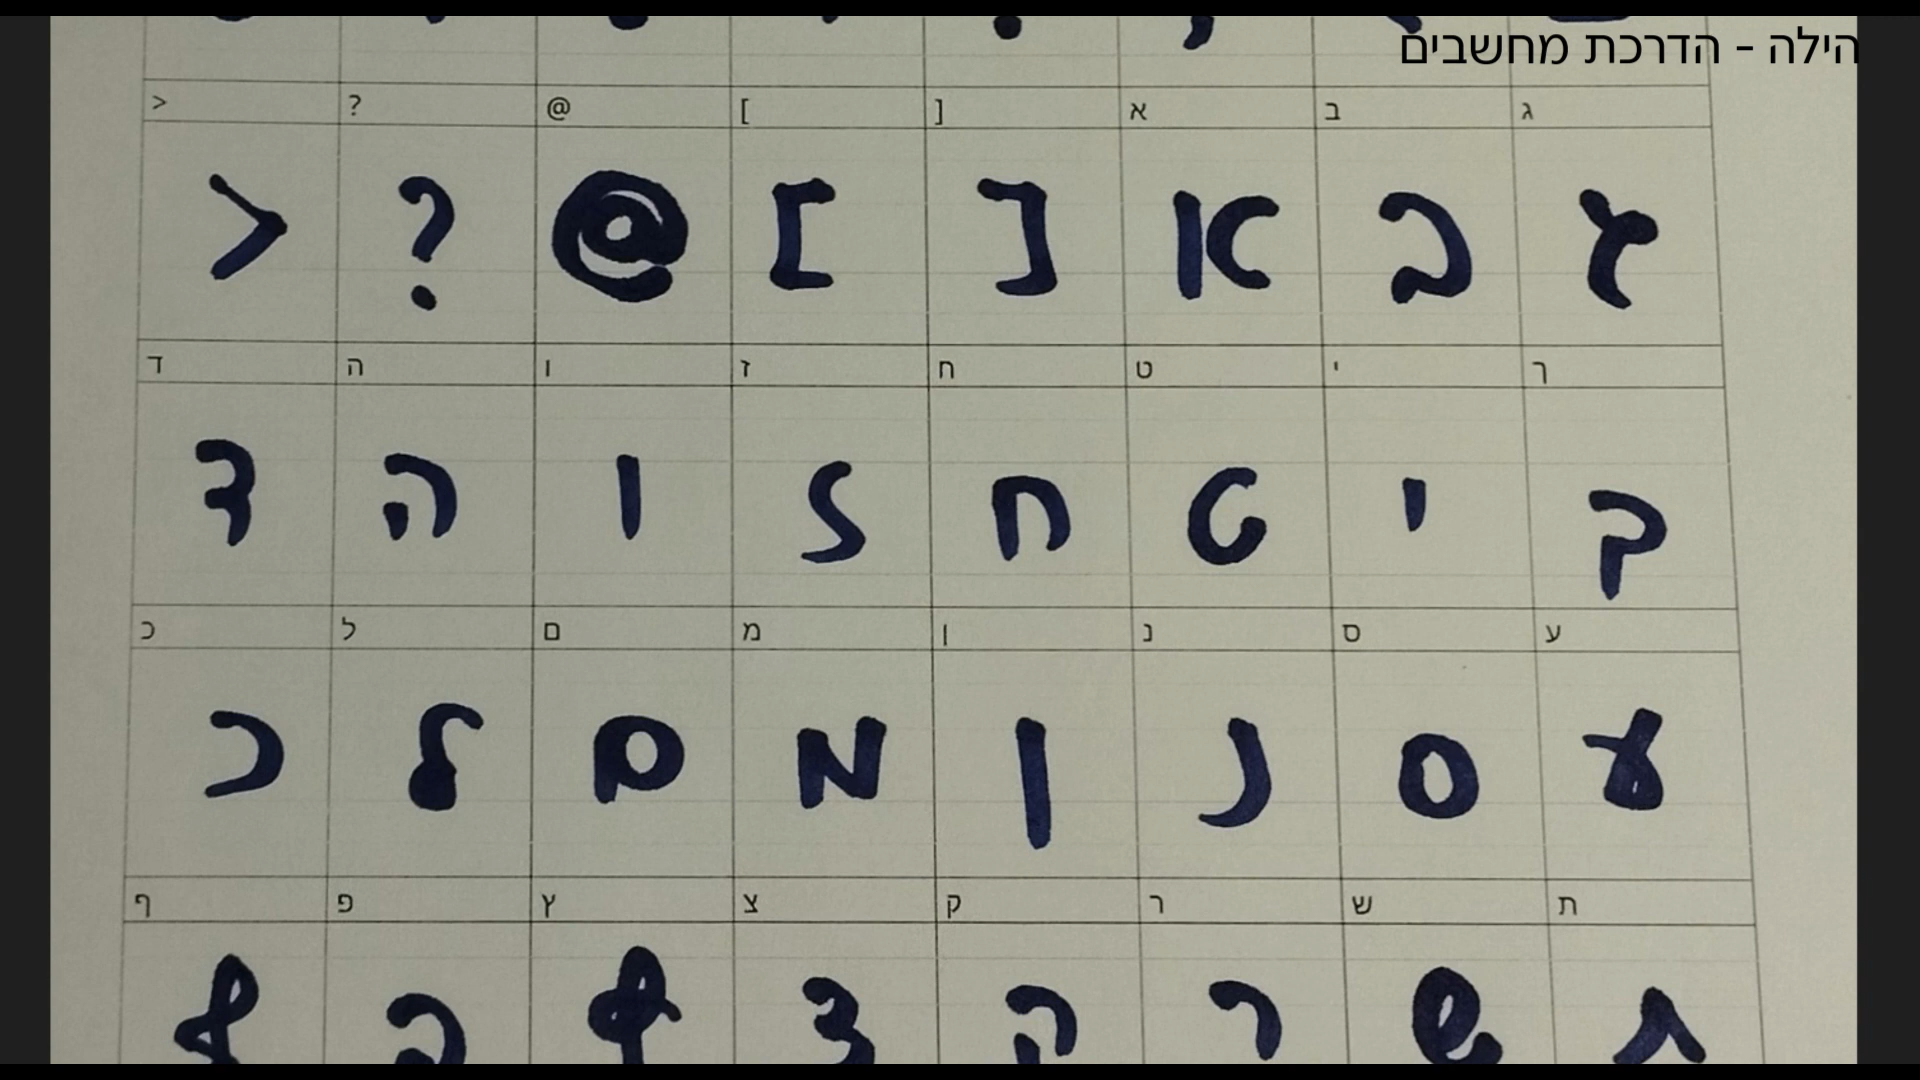 הילה - הדרכת מחשבים
> ? @ [ ] א ב ג
> ? @ [ ] א ב ג
ד ה ו ז ח ט י ך
ד ה ו ז ח ט י ך
כ ל ם מ ן נ ס ע
כ ל ם מ ן נ ס ע
ף פ ץ צ ק ר ש ת
ף פ ץ צ ק ר ש ת